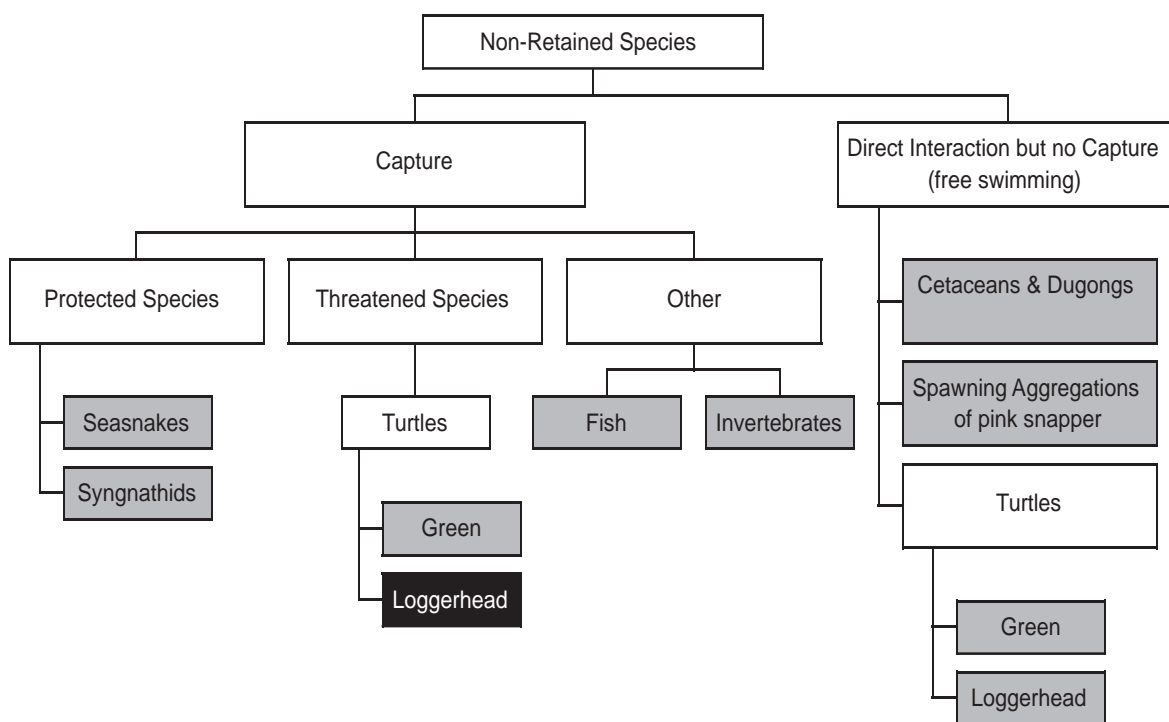 Non-Retained Species
Capture
Direct Interaction but no Capture
(free swimming)
Protected Species
Threatened Species
Other
Cetaceans & Dugongs
Seasnakes
Syngnathids
Turtles
Green
Loggerhead
Fish
Invertebrates
Spawning Aggregations
of pink snapper
Turtles
Green
Loggerhead